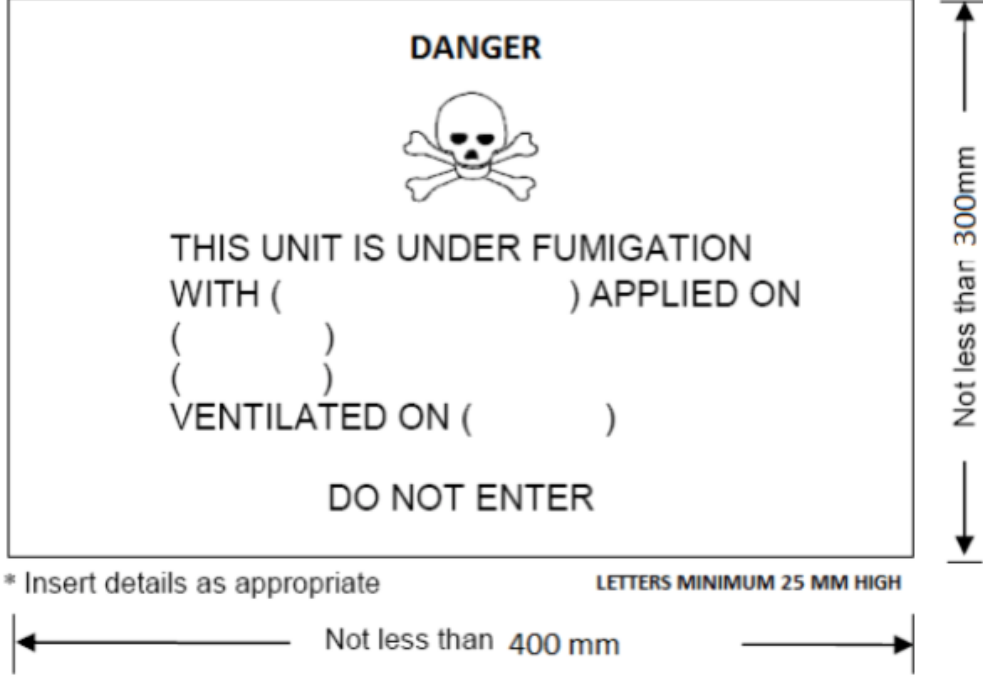 DANGER
THIS UNIT IS UNDER FUMIGATION
WITH ( ) APPLIED ON
( )
( )
VENTILATED ON ( )
DO NOT ENTER
* Insert details as appropriate
LETTERS MINIMUM 25 MM HIGH
Not less than 400 mm
Not less than 300mm